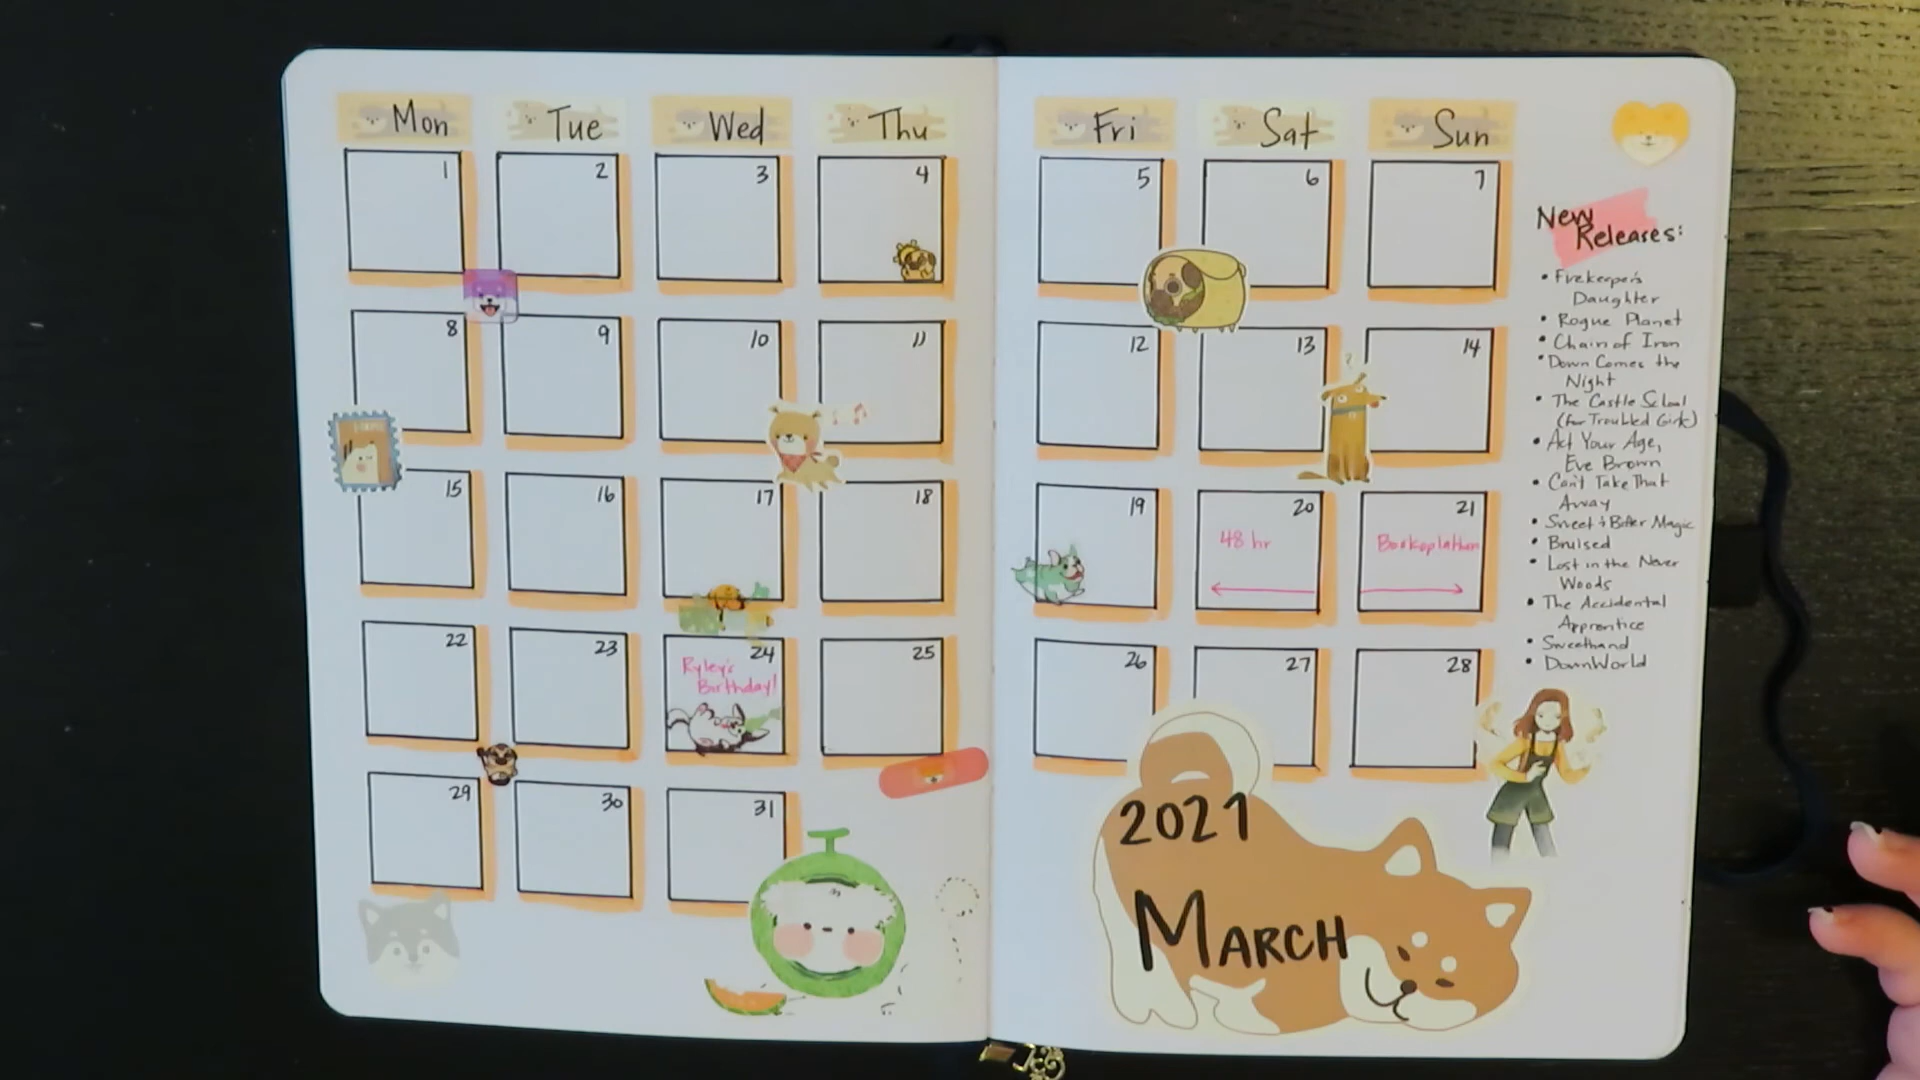 Mon Tue Wed Thu Fri Sat Sun
1 2 3 4 5 6 7
8 9 10 11 12 13 14
15 16 17 18 19 20 21
48 hr Bookoplathon
22 23 24 25 26 27 28
Ryley's
Birthday!
29 30 31
New
Releases:
• Firekeeper's
Daughter
• Rogue Planet
• Chain of Iron
• Down Comes the
Night
• The Castle School
(for Troubled Girls)
• Act Your Age,
Eve Brown
• Can't Take That
Away
• Sweet & Bitter Magic
• Bruised
• Lost in the Never
Woods
• The Accidental
Apprentice
• Sweethand
• DownWorld
?
2021
MARCH